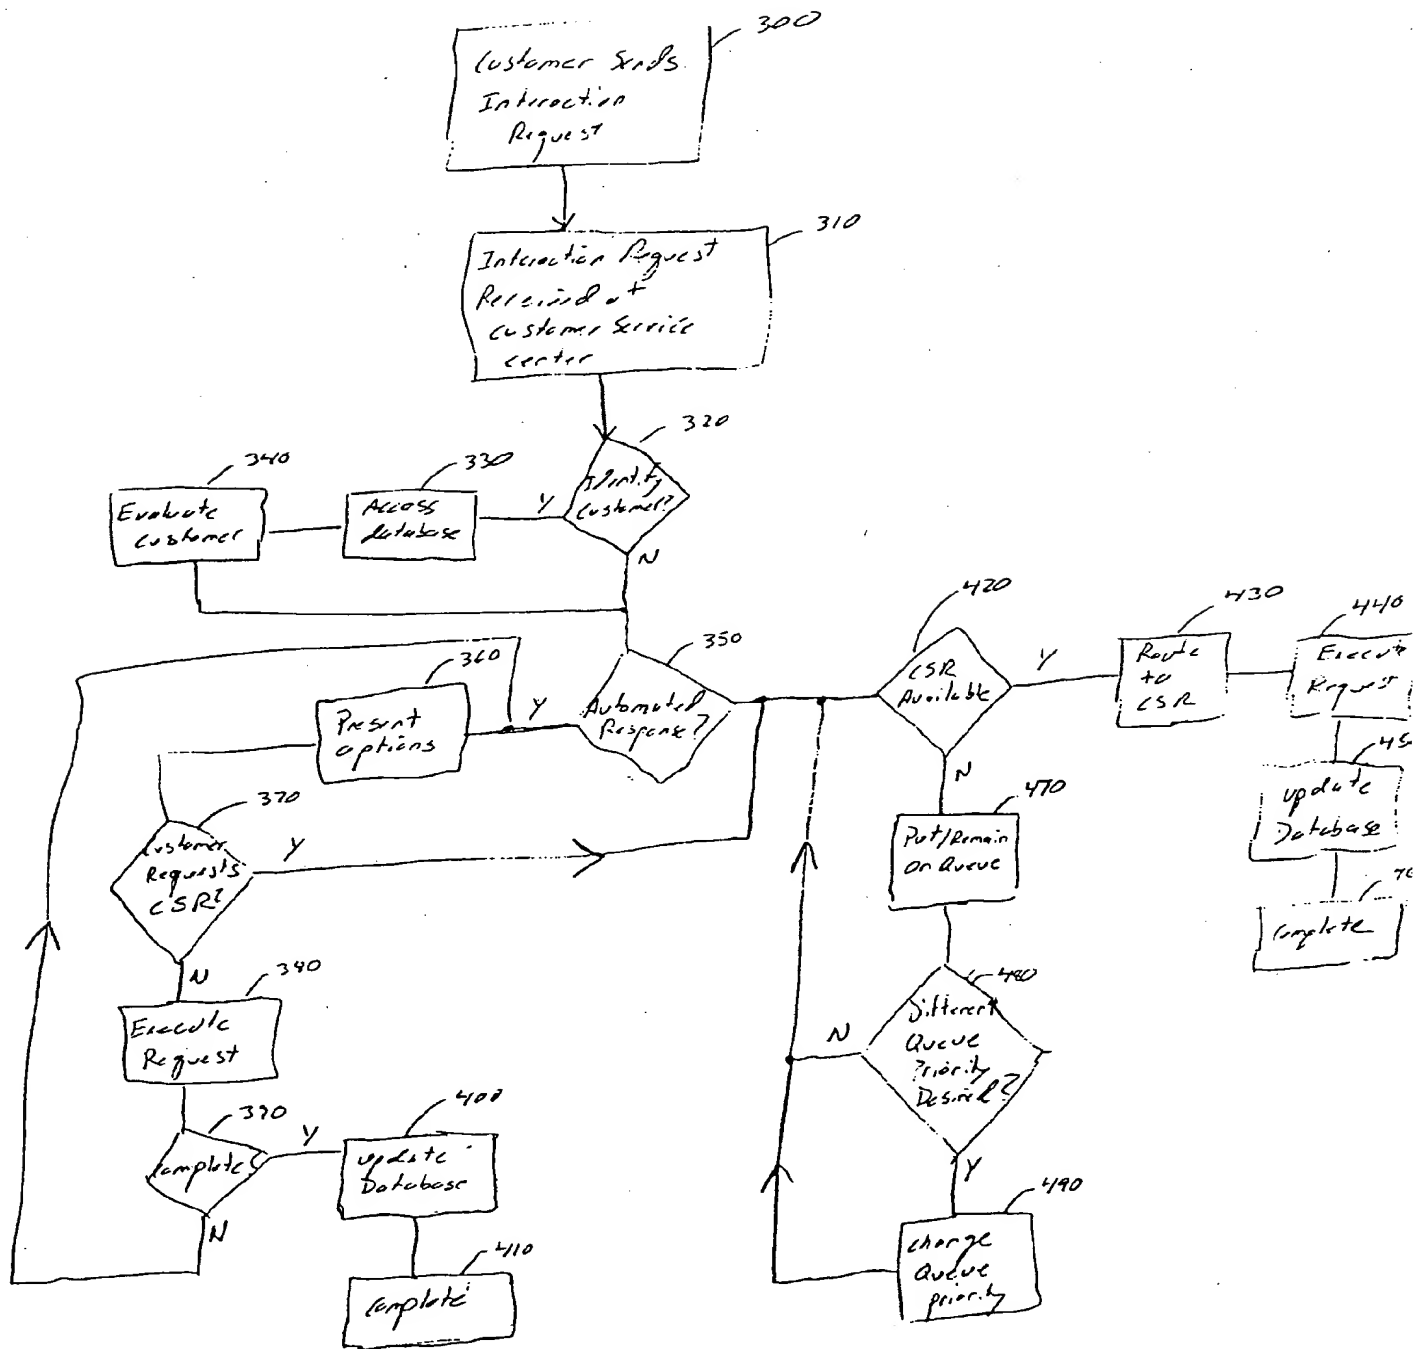 300
Customer Sends
Interaction
Request
310
Interaction Request
Received at
Customer Service
center
320
Identify
Customer?
Y
N
330
Access
database
340
Evaluate
customer
350
Automated
Response?
Y
360
Present
options
370
Customer
Requests
CSR?
Y
N
380
Execute
Request
390
Complete?
Y
N
400
Update
Database
410
Complete
420
CSR
Available
Y
N
430
Route
to
CSR
440
Execute
Request
45
Update
Database
Complete
470
Put/Remain
on Queue
480
Different
Queue
Priority
Desired?
N
Y
490
Change
Queue
priority